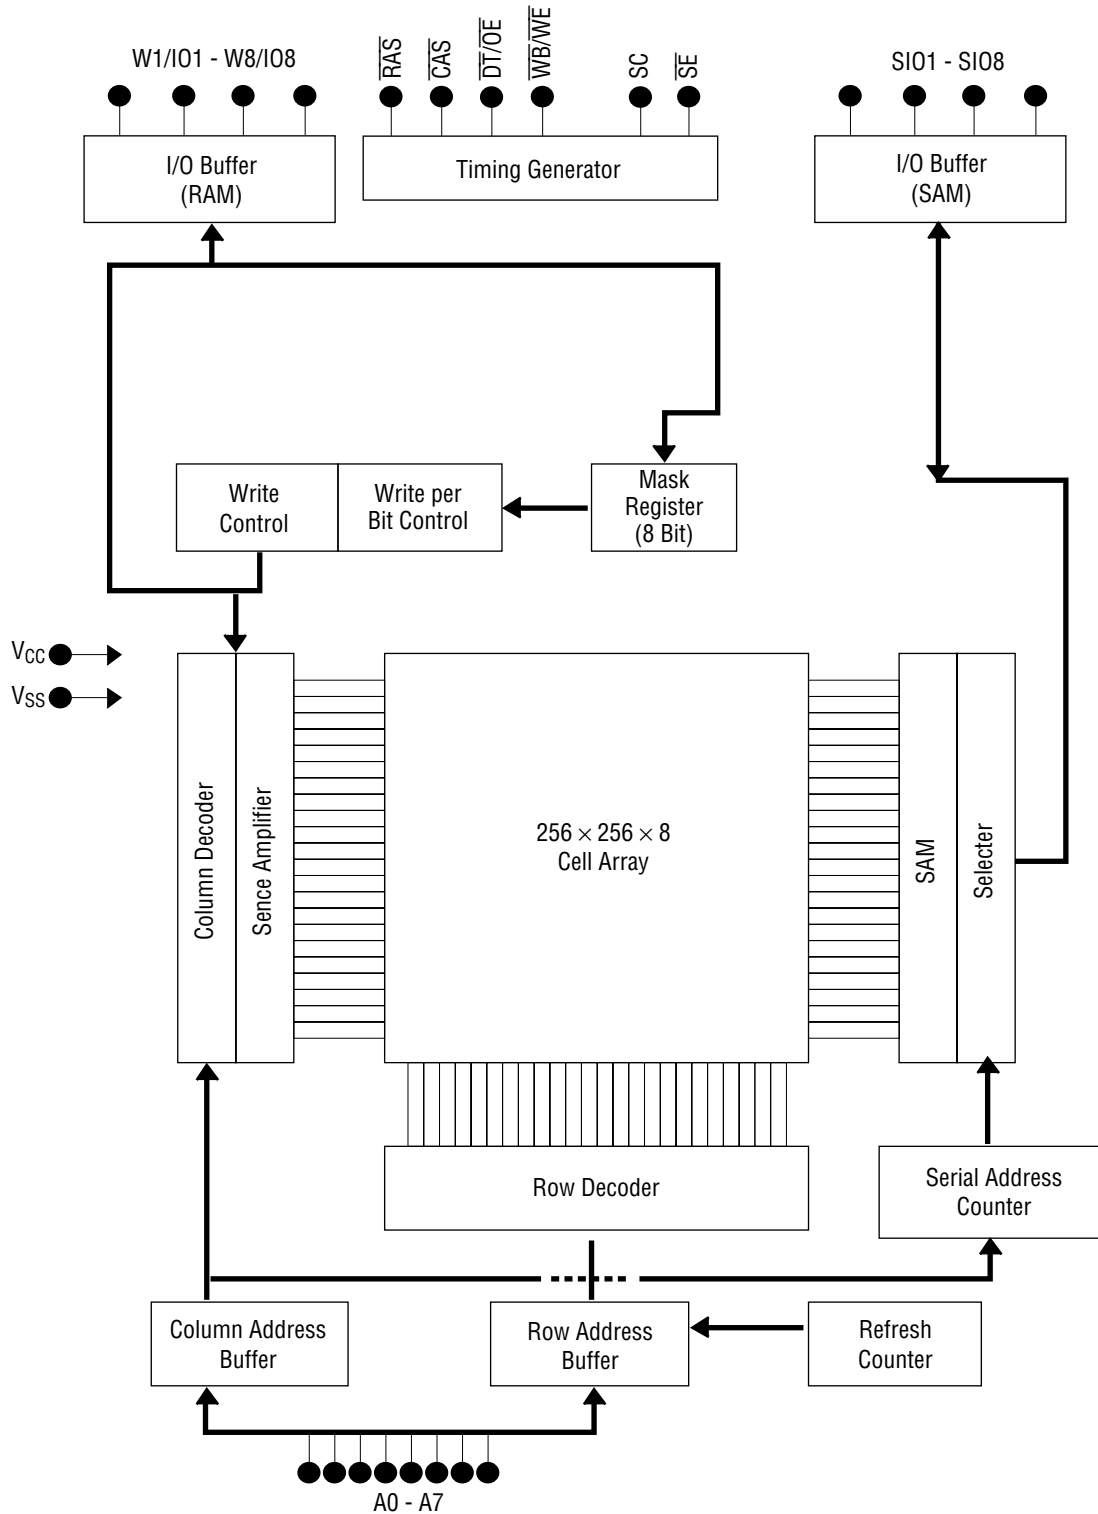 W1/IO1 - W8/IO8
RAS
CAS
DT/OE
WB/WE
SC
SE
SIO1 - SIO8
I/O Buffer
(RAM)
Timing Generator
I/O Buffer
(SAM)
Write
Control
Write per
Bit Control
Mask
Register
(8 Bit)
VCC
VSS
Column Decoder
Sence Amplifier
256 × 256 × 8
Cell Array
SAM
Selecter
Row Decoder
Serial Address
Counter
Column Address
Buffer
Row Address
Buffer
Refresh
Counter
A0 - A7